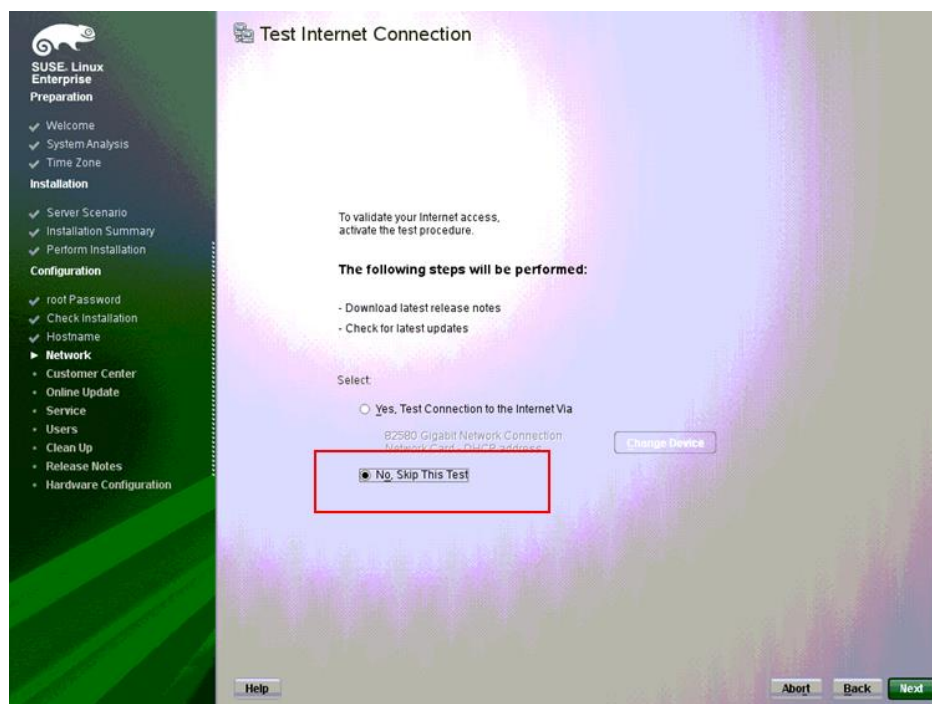 SUSE. Linux
Enterprise
Preparation
Welcome
System Analysis
Time Zone
Installation
Server Scenario
Installation Summary
Perform Installation
Configuration
root Password
Check Installation
Hostname
Network
Customer Center
Online Update
Service
Users
Clean Up
Release Notes
Hardware Configuration
Test Internet Connection
To validate your Internet access,
activate the test procedure.
The following steps will be performed:
- Download latest release notes
- Check for latest updates
Select:
Yes, Test Connection to the Internet Via
82580 Gigabit Network Connection
Network Card - DHCP address
Change Device
No, Skip This Test
Help
Abort
Back
Next